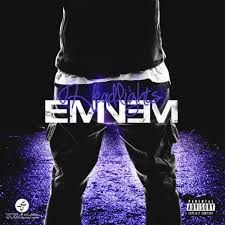 Headlights
EMINEM
PARENTAL
ADVISORY
EXPLICIT CONTENT